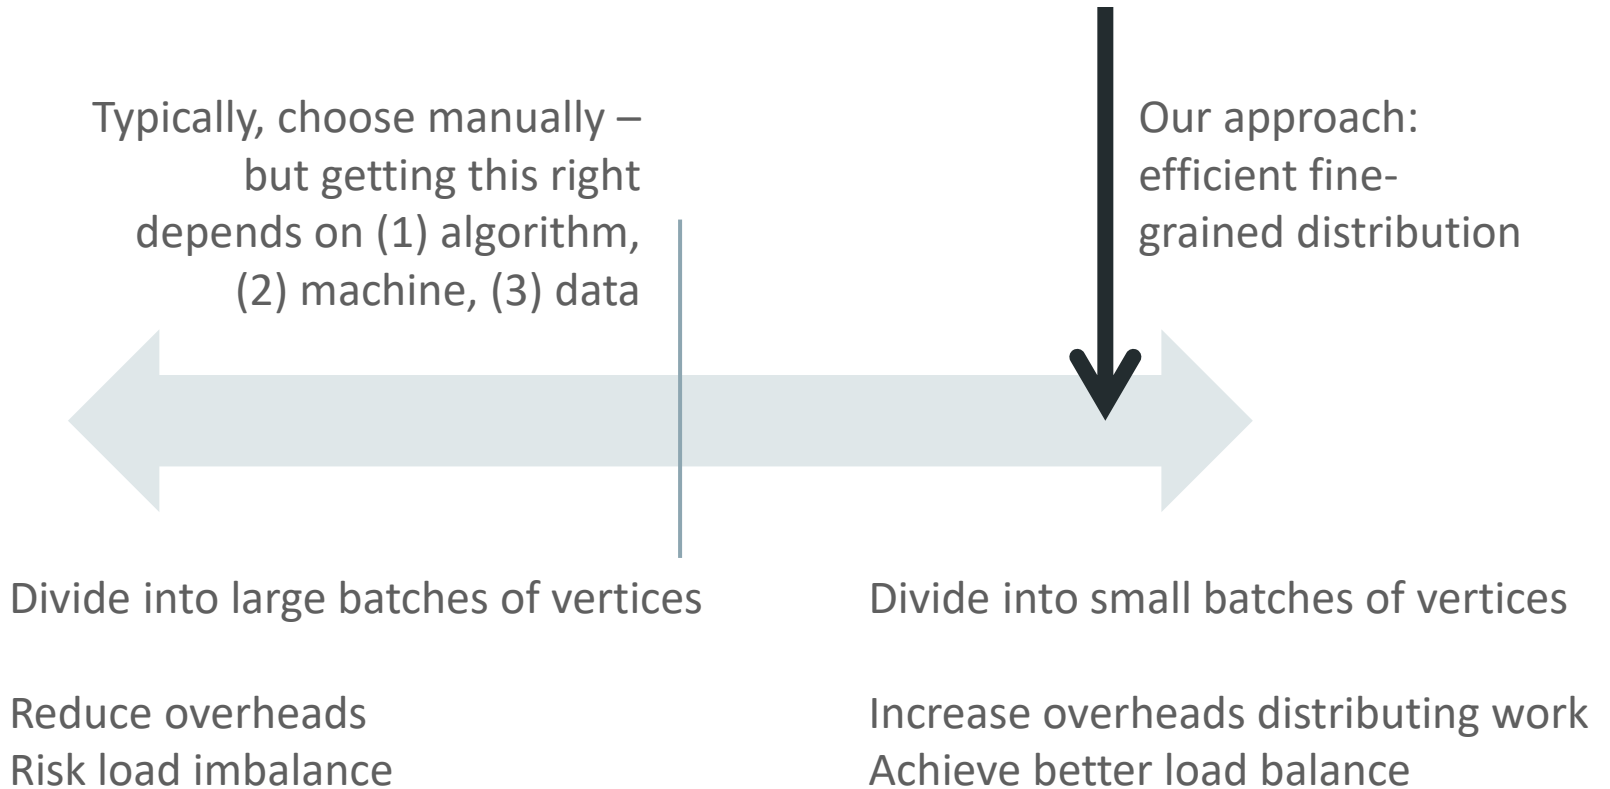 Typically, choose manually –
but getting this right
depends on (1) algorithm,
(2) machine, (3) data
Our approach:
efficient fine-
grained distribution
Divide into large batches of vertices
Reduce overheads
Risk load imbalance
Divide into small batches of vertices
Increase overheads distributing work
Achieve better load balance